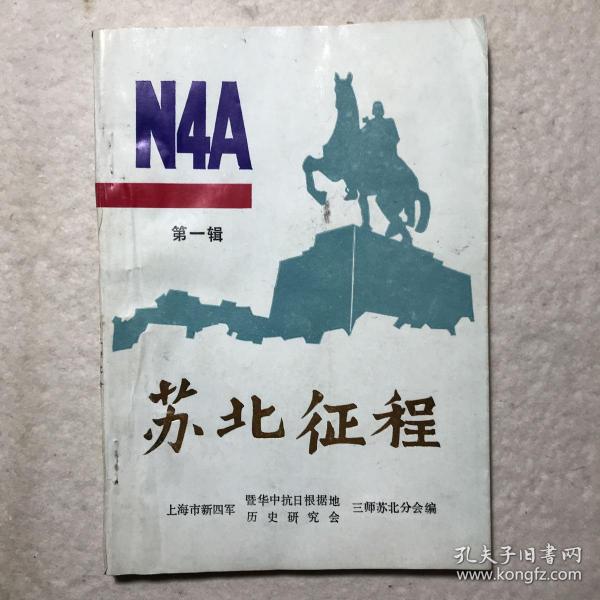 N4A
第一辑
苏北征程
上海市新四军 暨华中抗日根据地 三师苏北分会编
历史研究会
孔夫子旧书网
www.kongfz.com